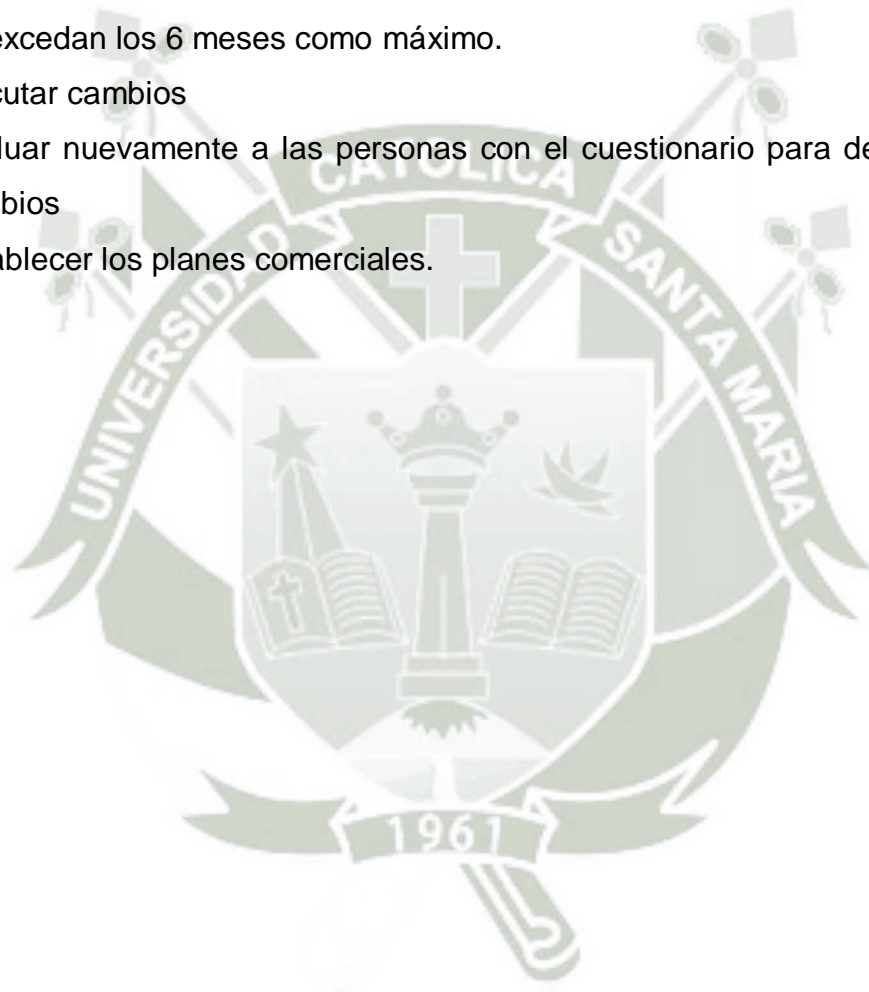 excedan los 6 meses como máximo.
cutar cambios
luar nuevamente a las personas con el cuestionario para de
bios
ablecer los planes comerciales.
UNIVERSIDAD CATOLICA SANTA MARIA
1961